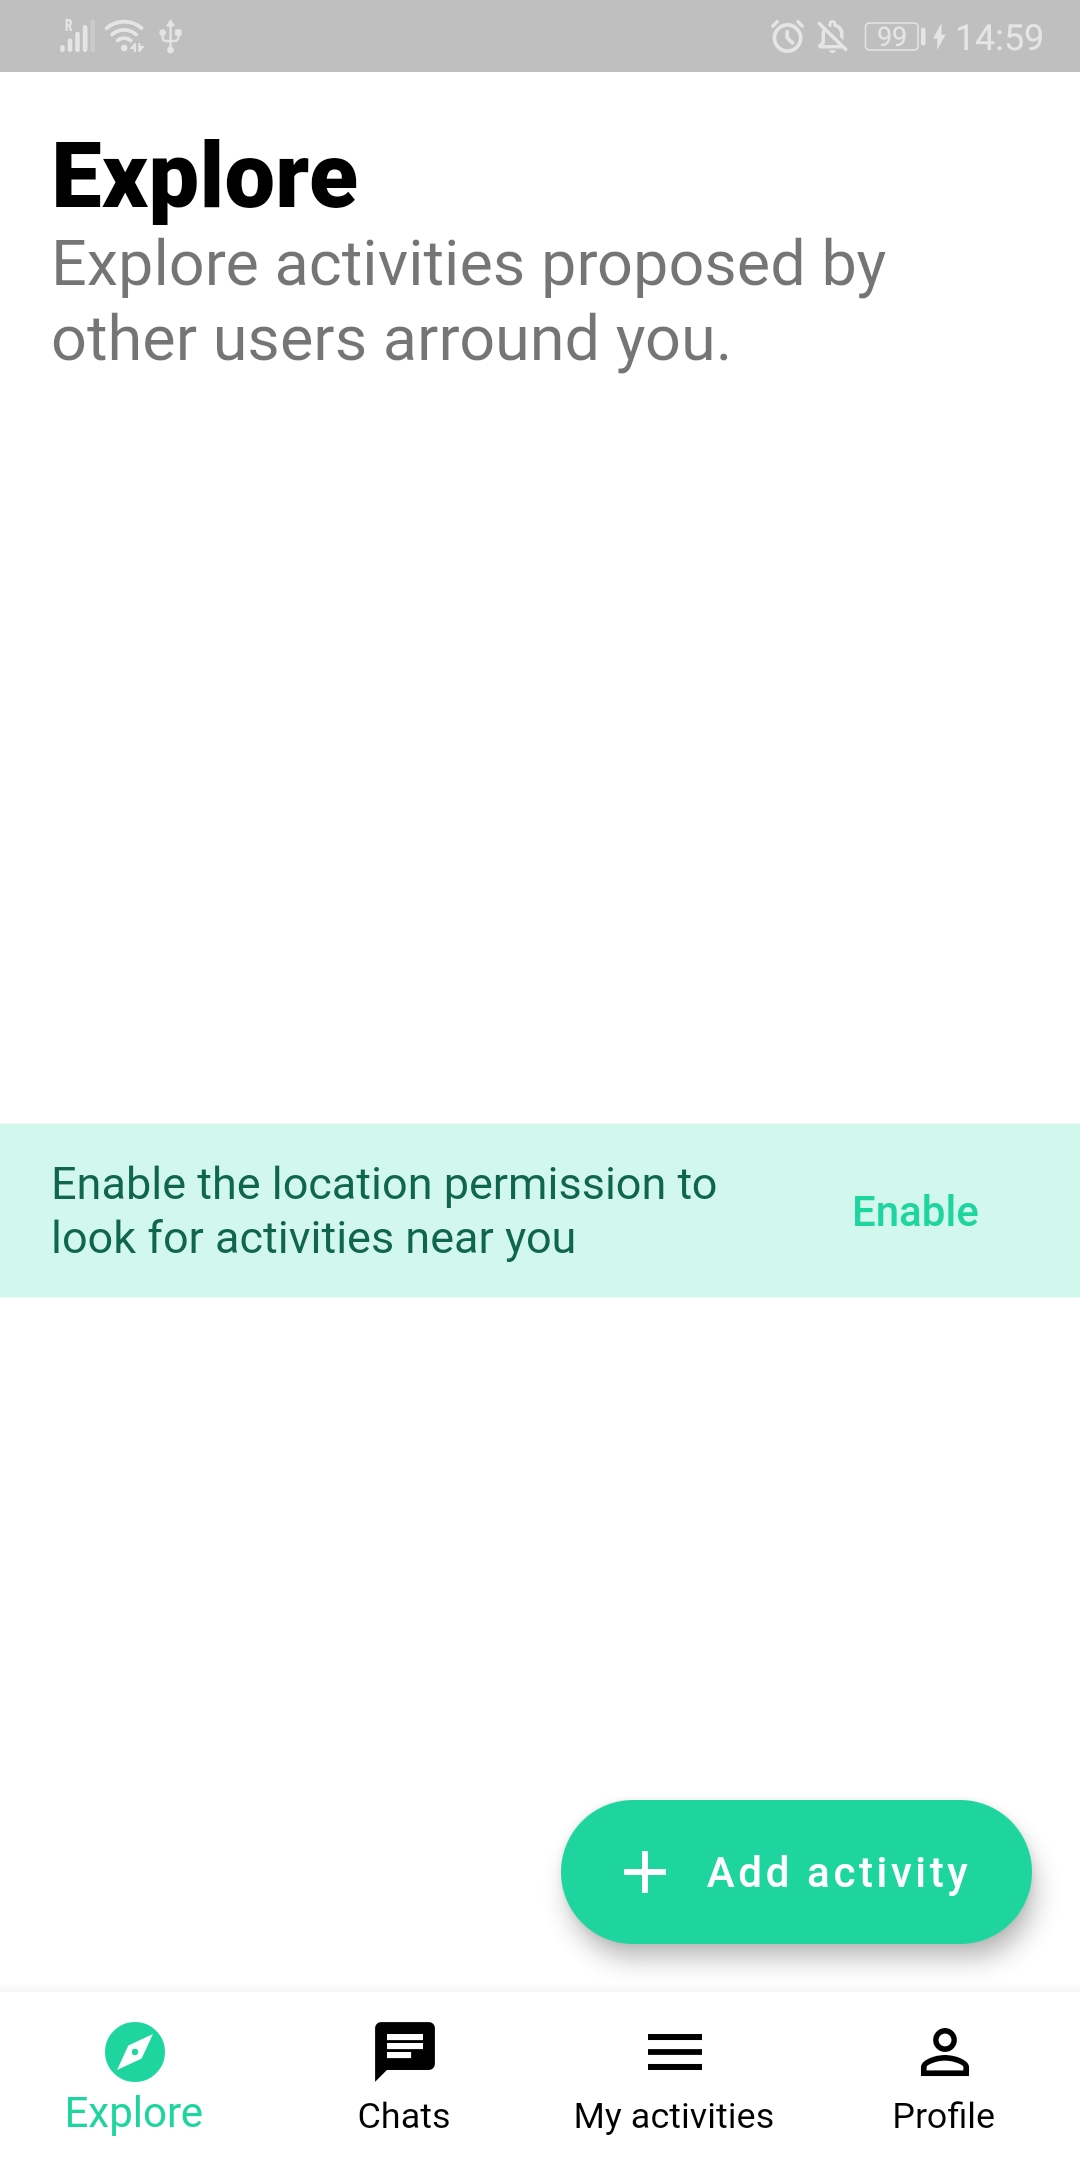 R
99
14:59
Explore
Explore activities proposed by
other users arround you.
Enable the location permission to
look for activities near you
Enable
Add activity
Explore
Chats
My activities
Profile